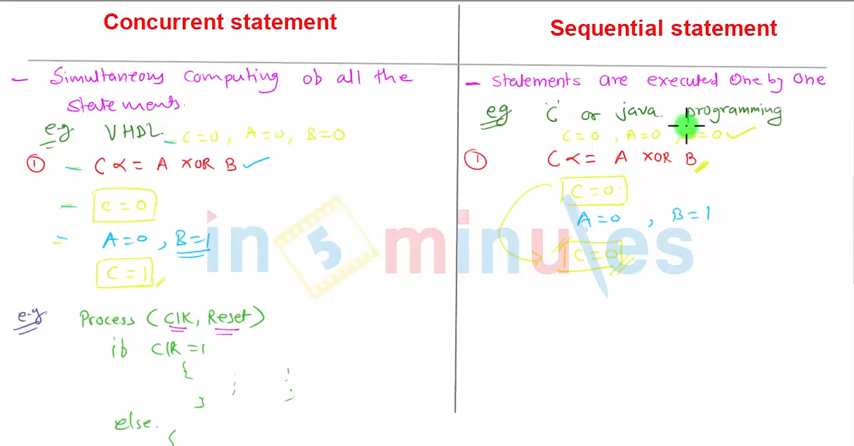 Concurrent statement
- Simultaneous computing ob all the
statements.
eg VHDL - C=0, A=0, B=0
① - C <= A XOR B ✓
- C=0
- A=0, B=1
C=1
e.g Process (CLK, Reset)
ib CLK=1
{
} ; ;
else.
{
Sequential statement
- Statements are executed one by one
eg 'C' or java programming
C=0, A=0, =0 ✓
① C <= A XOR B
C=0
A=0, B=1
C=0
in 5 minutes